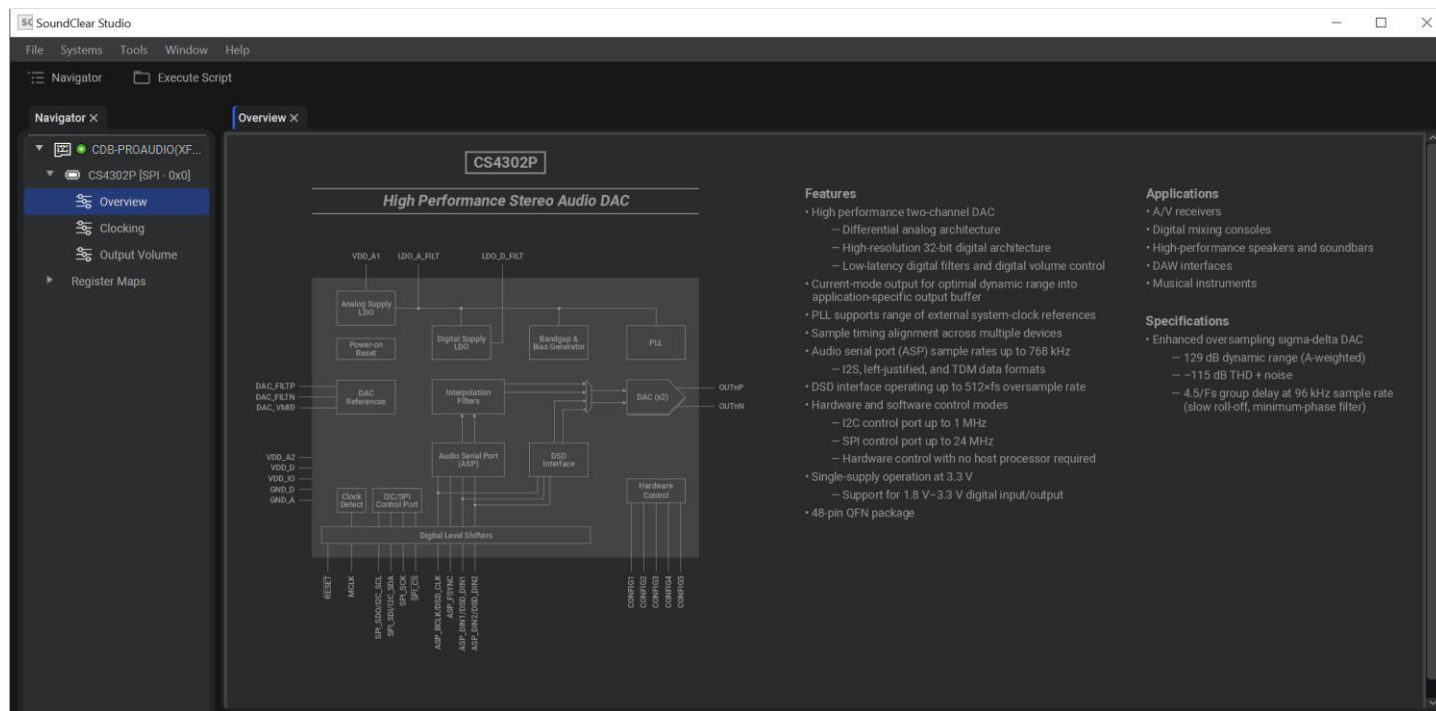 SoundClear Studio
File Systems Tools Window Help
Navigator Execute Script
Navigator
Overview
CDB-PROAUDIO(XF...
CS4302P [SPI - 0x0]
Overview
Clocking
Output Volume
Register Maps
CS4302P
High Performance Stereo Audio DAC
VDD_A1 LDO_A_FILT LDO_D_FILT
Analog Supply
LDO
Power-on
Reset
Digital Supply
LDO
Bandgap &
Bias Generator
PLL
DAC_FILTP
DAC_FILTN
DAC_VMID
DAC
References
Interpolation
Filters
DAC (x2)
OUTnP
OUTnN
VDD_A2
VDD_D
VDD_IO
GND_D
GND_A
Audio Serial Port
(ASP)
DSD
Interface
Clock
Detect
I2C/SPI
Control Port
Hardware
Control
Digital Level Shifters
RESET
MCLK
SPI_SDO/I2C_SCL
SPI_SDI/I2C_SDA
SPI_SCK
SPI_CS
ASP_BCLK/DSD_CLK
ASP_FSYNC
ASP_DIN1/DSD_DIN1
ASP_DIN2/DSD_DIN2
CONFIG1
CONFIG2
CONFIG3
CONFIG4
CONFIG5
Features
• High performance two-channel DAC
— Differential analog architecture
— High-resolution 32-bit digital architecture
— Low-latency digital filters and digital volume control
• Current-mode output for optimal dynamic range into
application-specific output buffer
• PLL supports range of external system-clock references
• Sample timing alignment across multiple devices
• Audio serial port (ASP) sample rates up to 768 kHz
— I2S, left-justified, and TDM data formats
• DSD interface operating up to 512×fs oversample rate
• Hardware and software control modes
— I2C control port up to 1 MHz
— SPI control port up to 24 MHz
— Hardware control with no host processor required
• Single-supply operation at 3.3 V
— Support for 1.8 V–3.3 V digital input/output
• 48-pin QFN package
Applications
• A/V receivers
• Digital mixing consoles
• High-performance speakers and soundbars
• DAW interfaces
• Musical instruments
Specifications
• Enhanced oversampling sigma-delta DAC
— 129 dB dynamic range (A-weighted)
— –115 dB THD + noise
— 4.5/Fs group delay at 96 kHz sample rate
(slow roll-off, minimum-phase filter)